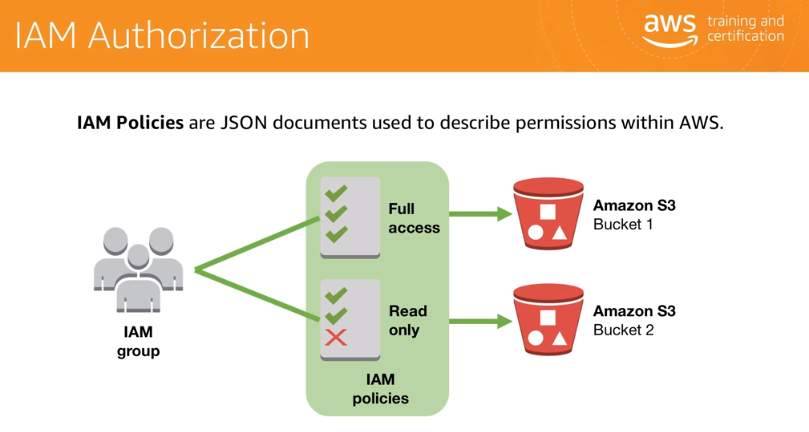 IAM Authorization
aws training and
certification
IAM Policies are JSON documents used to describe permissions within AWS.
Full
access
Amazon S3
Bucket 1
IAM
group
Read
only
Amazon S3
Bucket 2
IAM
policies